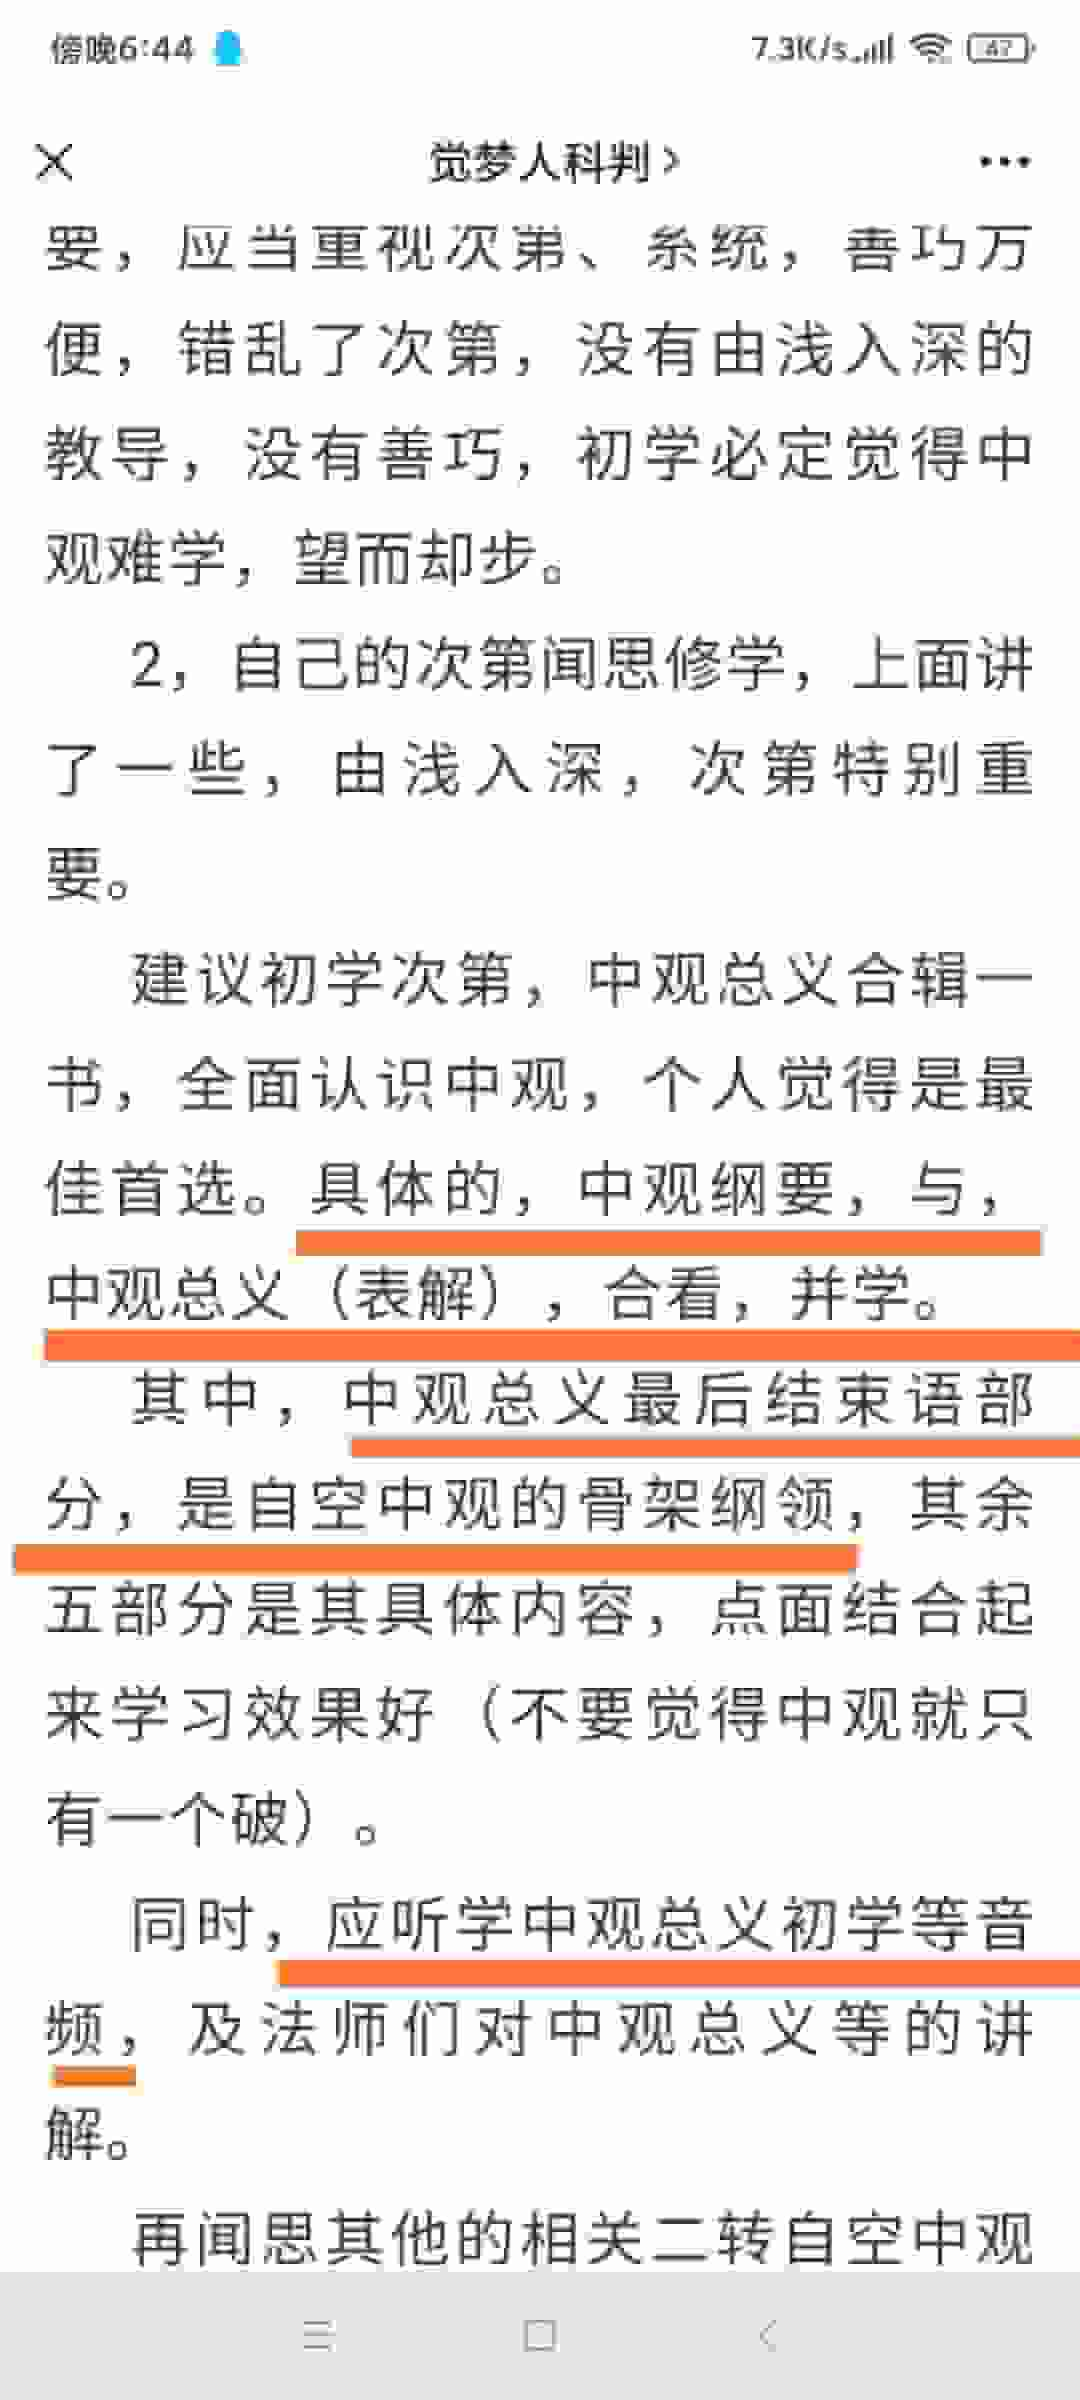 傍晚6:44
7.3K/s
47
觉梦人科判
要，应当重视次第、系统，善巧方
便，错乱了次第，没有由浅入深的
教导，没有善巧，初学必定觉得中
观难学，望而却步。
2，自己的次第闻思修学，上面讲
了一些，由浅入深，次第特别重
要。
建议初学次第，中观总义合辑一
书，全面认识中观，个人觉得是最
佳首选。具体的，中观纲要，与，
中观总义（表解），合看，并学。
其中，中观总义最后结束语部
分，是自空中观的骨架纲领，其余
五部分是其具体内容，点面结合起
来学习效果好（不要觉得中观就只
有一个破）。
同时，应听学中观总义初学等音
频，及法师们对中观总义等的讲
解。
再闻思其他的相关二转自空中观